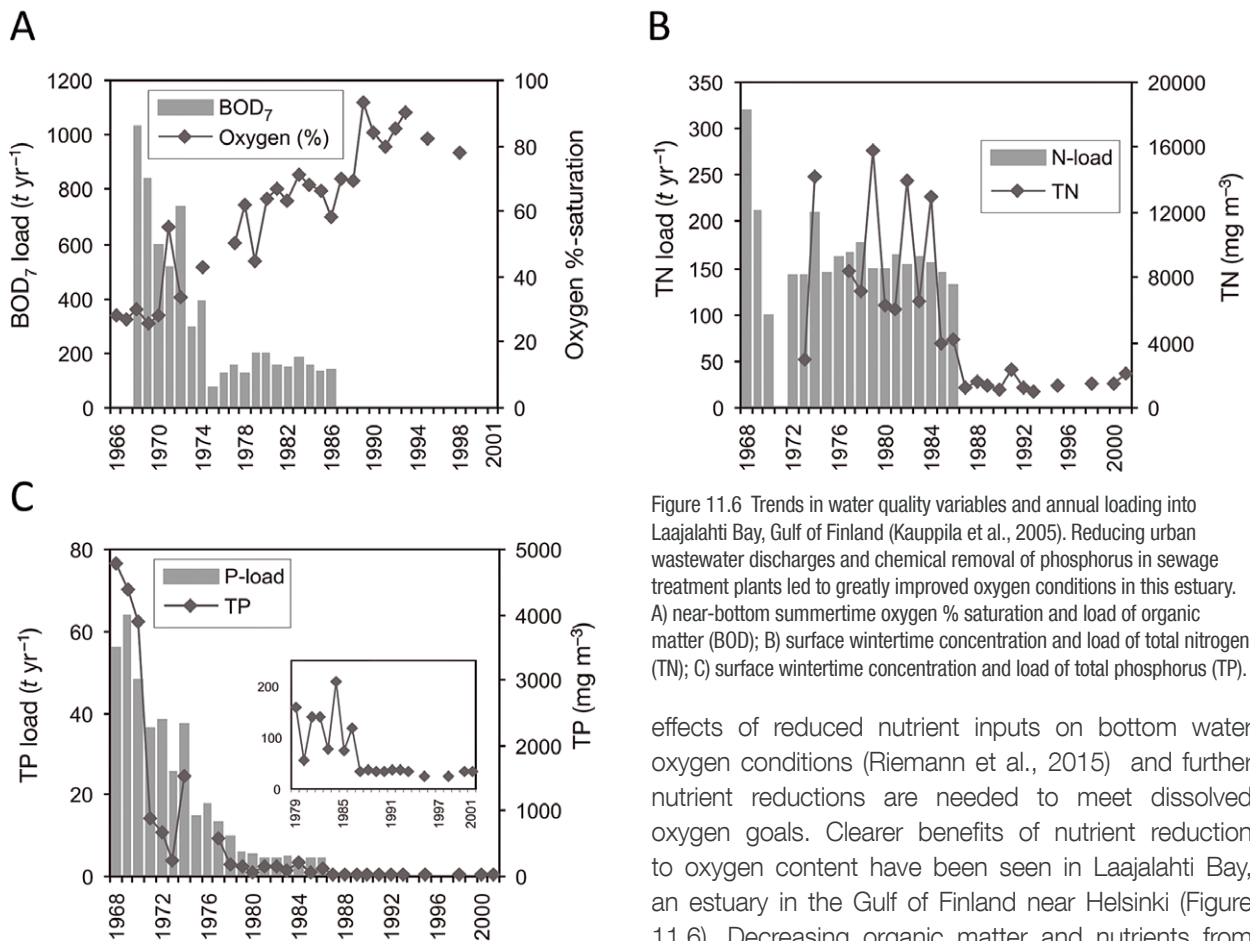 A
1200
1000
800
600
400
200
0
BOD₇ load (t yr⁻¹)
BOD₇
Oxygen (%)
100
80
60
40
20
0
Oxygen %-saturation
1966
1970
1974
1978
1982
1986
1990
1994
1998
2001
B
350
300
250
200
150
100
50
0
TN load (t yr⁻¹)
N-load
TN
20000
16000
12000
8000
4000
0
TN (mg m⁻³)
1968
1972
1976
1980
1984
1988
1992
1996
2000
C
80
60
40
20
0
TP load (t yr⁻¹)
P-load
TP
200
100
0
1979
1985
1991
1997
2001
5000
4000
3000
2000
1000
0
TP (mg m⁻³)
1968
1972
1976
1980
1984
1988
1992
1996
2000
Figure 11.6 Trends in water quality variables and annual loading into
Laajalahti Bay, Gulf of Finland (Kauppila et al., 2005). Reducing urban
wastewater discharges and chemical removal of phosphorus in sewage
treatment plants led to greatly improved oxygen conditions in this estuary.
A) near-bottom summertime oxygen % saturation and load of organic
matter (BOD); B) surface wintertime concentration and load of total nitrogen
(TN); C) surface wintertime concentration and load of total phosphorus (TP).
effects of reduced nutrient inputs on bottom water
oxygen conditions (Riemann et al., 2015) and further
nutrient reductions are needed to meet dissolved
oxygen goals. Clearer benefits of nutrient reduction
to oxygen content have been seen in Laajalahti Bay,
an estuary in the Gulf of Finland near Helsinki (Figure
11.6). Decreasing organic matter and nutrients from